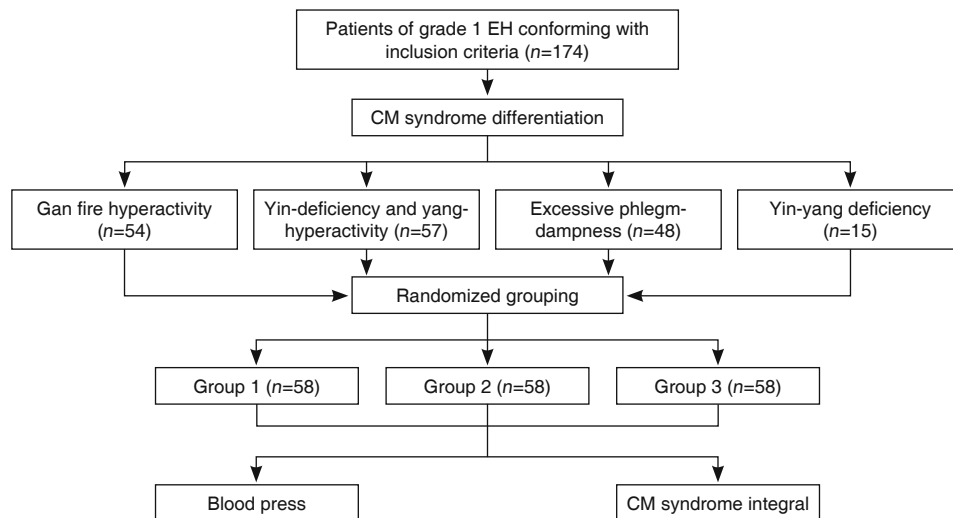 Patients of grade 1 EH conforming with
inclusion criteria (n=174)
CM syndrome differentiation
Gan fire hyperactivity
(n=54)
Yin-deficiency and yang-
hyperactivity (n=57)
Excessive phlegm-
dampness (n=48)
Yin-yang deficiency
(n=15)
Randomized grouping
Group 1 (n=58)
Group 2 (n=58)
Group 3 (n=58)
Blood press
CM syndrome integral